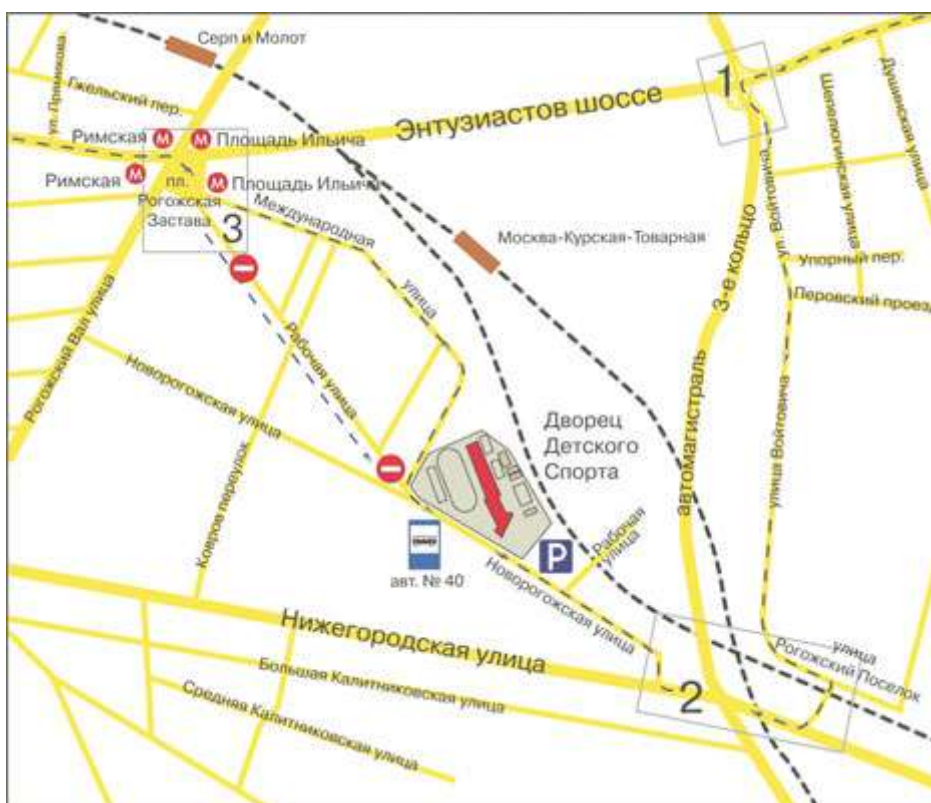 Серп и Молот
Гжельский пер.
ул. Прямикова
Римская
М
М
Площадь Ильича
Энтузиастов шоссе
1
Душинская улица
Шепелюгинская улица
ул. Войтовича
Римская
М
пл.
М
Площадь Ильича
Рогожская
Застава
3
Международная
улица
Москва-Курская-Товарная
3-е кольцо
Упорный пер.
Перовский проезд
Рогожский Вал улица
Рабочая улица
Новорогожская улица
автомагистраль
улица Войтовича
Дворец
Детского
Спорта
Ковров переулок
авт. № 40
P
Рабочая
улица
Новорогожская улица
Нижегородская улица
Большая Калитниковская улица
Средняя Калитниковская улица
2
улица
Рогожский Поселок